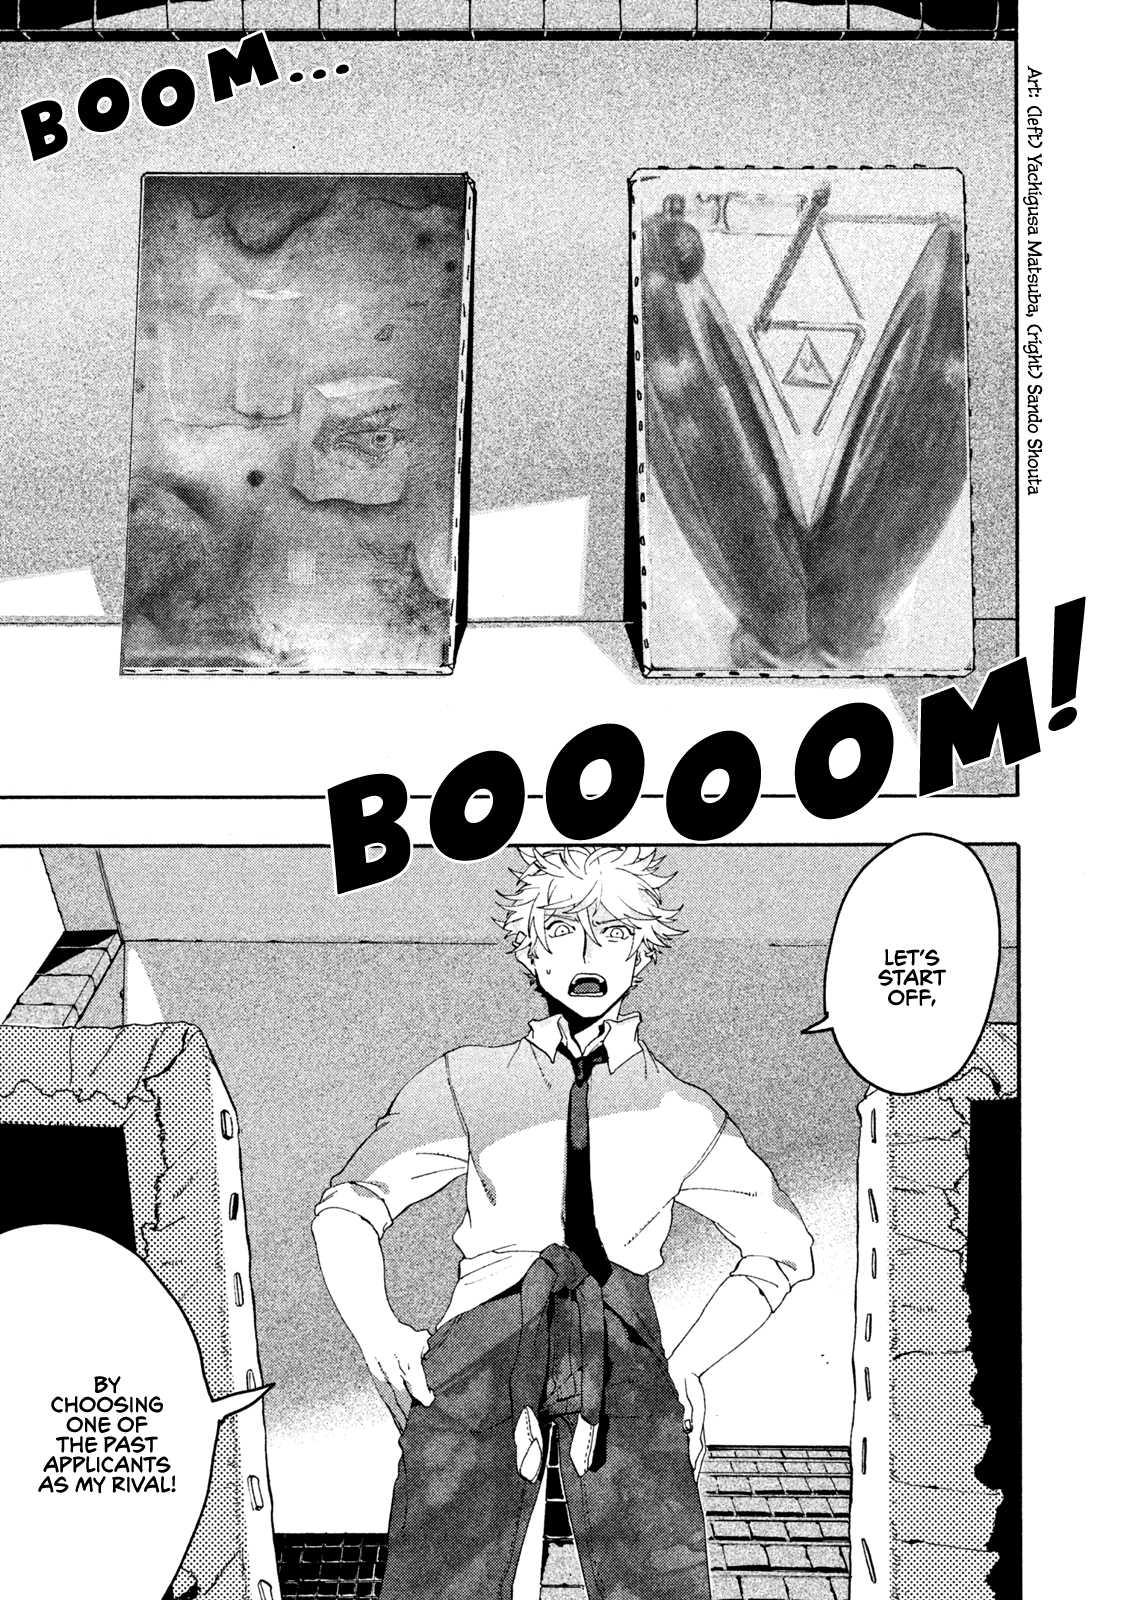 BOOM...
Art: (left) Yachigusa Matsuba, (right) Sando Shouta
BOOOOM!
LET'S
START
OFF,
BY
CHOOSING
ONE OF
THE PAST
APPLICANTS
AS MY RIVAL!